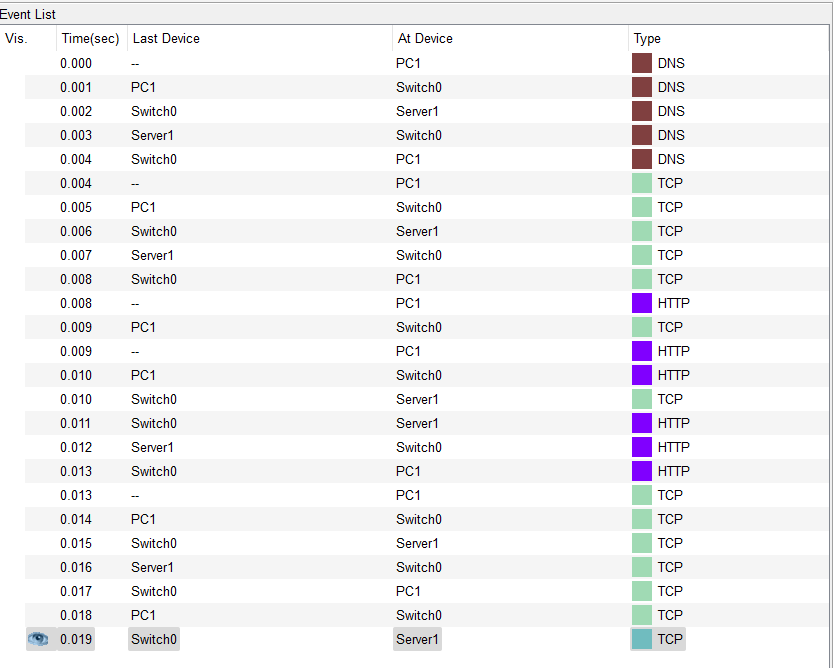 Event List
Vis. Time(sec) Last Device At Device Type
0.000 -- PC1 DNS
0.001 PC1 Switch0 DNS
0.002 Switch0 Server1 DNS
0.003 Server1 Switch0 DNS
0.004 Switch0 PC1 DNS
0.004 -- PC1 TCP
0.005 PC1 Switch0 TCP
0.006 Switch0 Server1 TCP
0.007 Server1 Switch0 TCP
0.008 Switch0 PC1 TCP
0.008 -- PC1 HTTP
0.009 PC1 Switch0 TCP
0.009 -- PC1 HTTP
0.010 PC1 Switch0 HTTP
0.010 Switch0 Server1 TCP
0.011 Switch0 Server1 HTTP
0.012 Server1 Switch0 HTTP
0.013 Switch0 PC1 HTTP
0.013 -- PC1 TCP
0.014 PC1 Switch0 TCP
0.015 Switch0 Server1 TCP
0.016 Server1 Switch0 TCP
0.017 Switch0 PC1 TCP
0.018 PC1 Switch0 TCP
0.019 Switch0 Server1 TCP